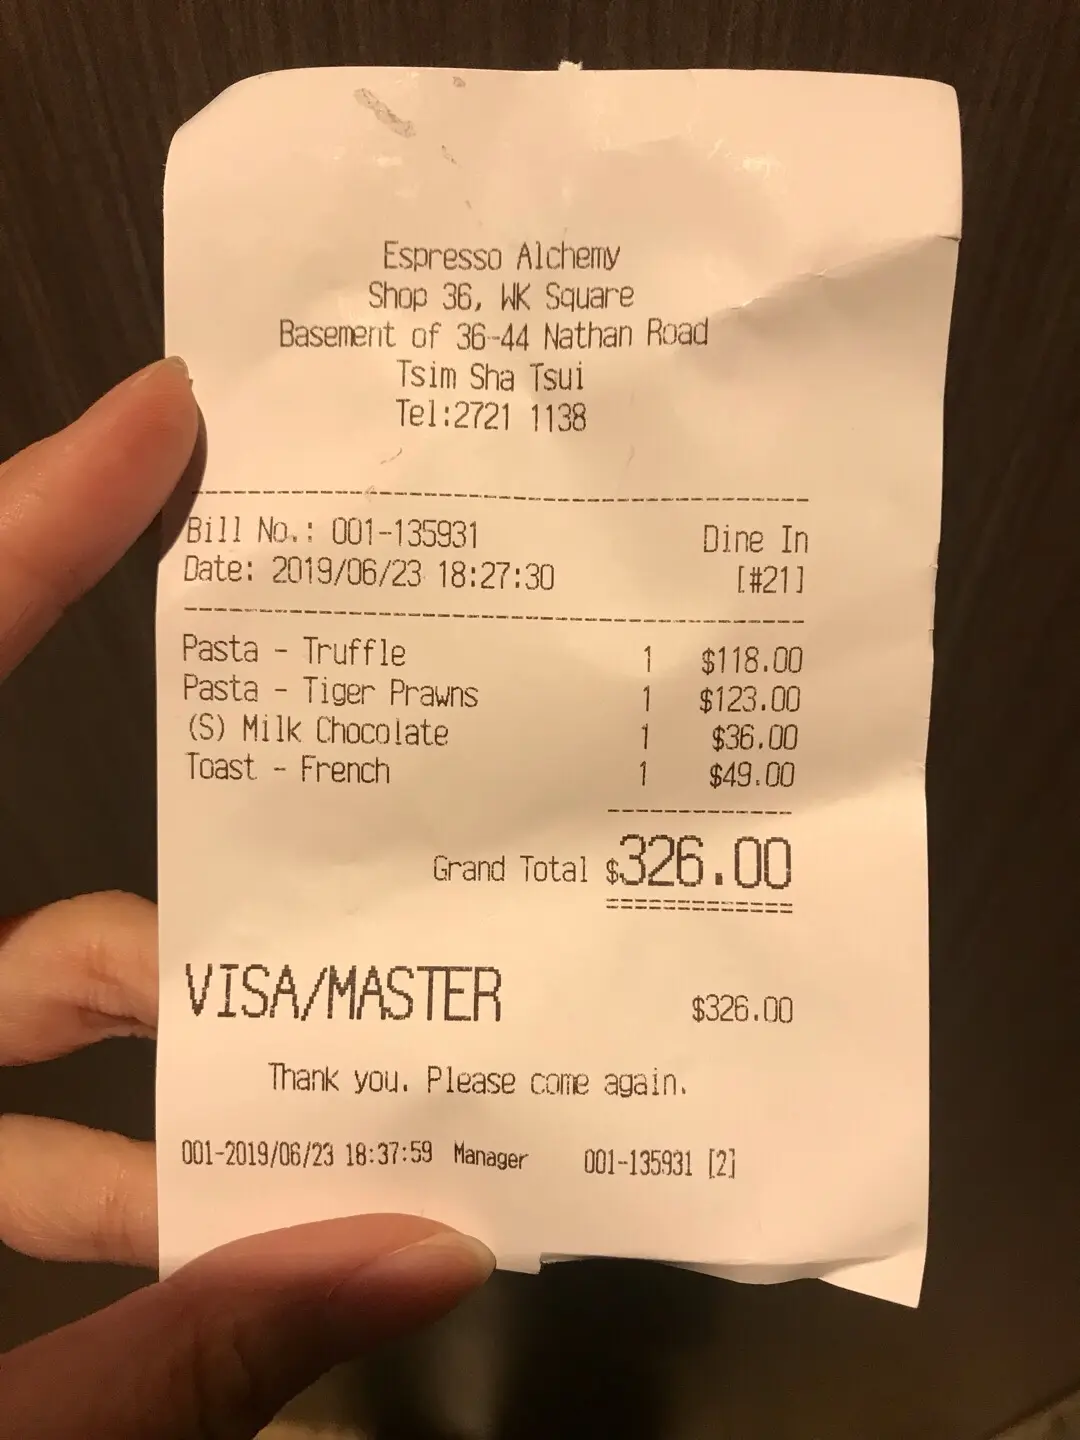 Espresso Alchemy
Shop 36, WK Square
Basement of 36-44 Nathan Road
Tsim Sha Tsui
Tel:2721 1138
Bill No.: 001-135931 Dine In
Date: 2019/06/23 18:27:30 [#21]
Pasta - Truffle 1 $118.00
Pasta - Tiger Prawns 1 $123.00
(S) Milk Chocolate 1 $36.00
Toast - French 1 $49.00
Grand Total $326.00
VISA/MASTER $326.00
Thank you. Please come again.
001-2019/06/23 18:37:59 Manager 001-135931 [2]